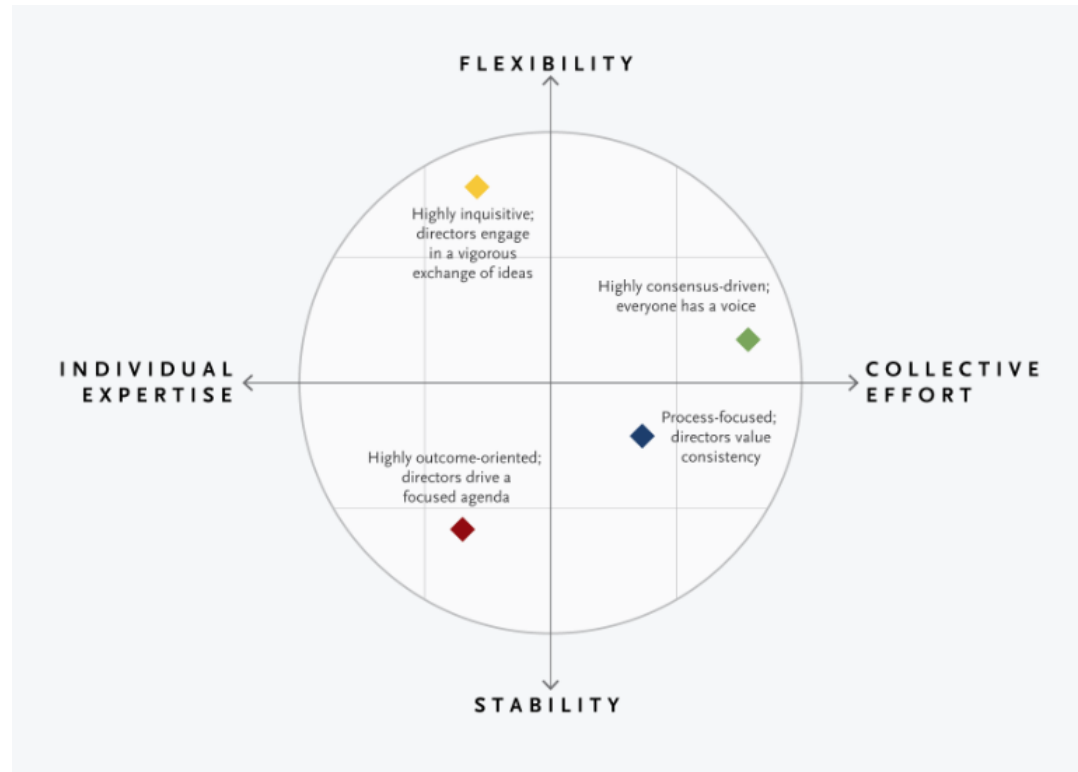 FLEXIBILITY
Highly inquisitive;
directors engage
in a vigorous
exchange of ideas
Highly consensus-driven;
everyone has a voice
INDIVIDUAL
EXPERTISE
COLLECTIVE
EFFORT
Process-focused;
directors value
consistency
Highly outcome-oriented;
directors drive a
focused agenda
STABILITY